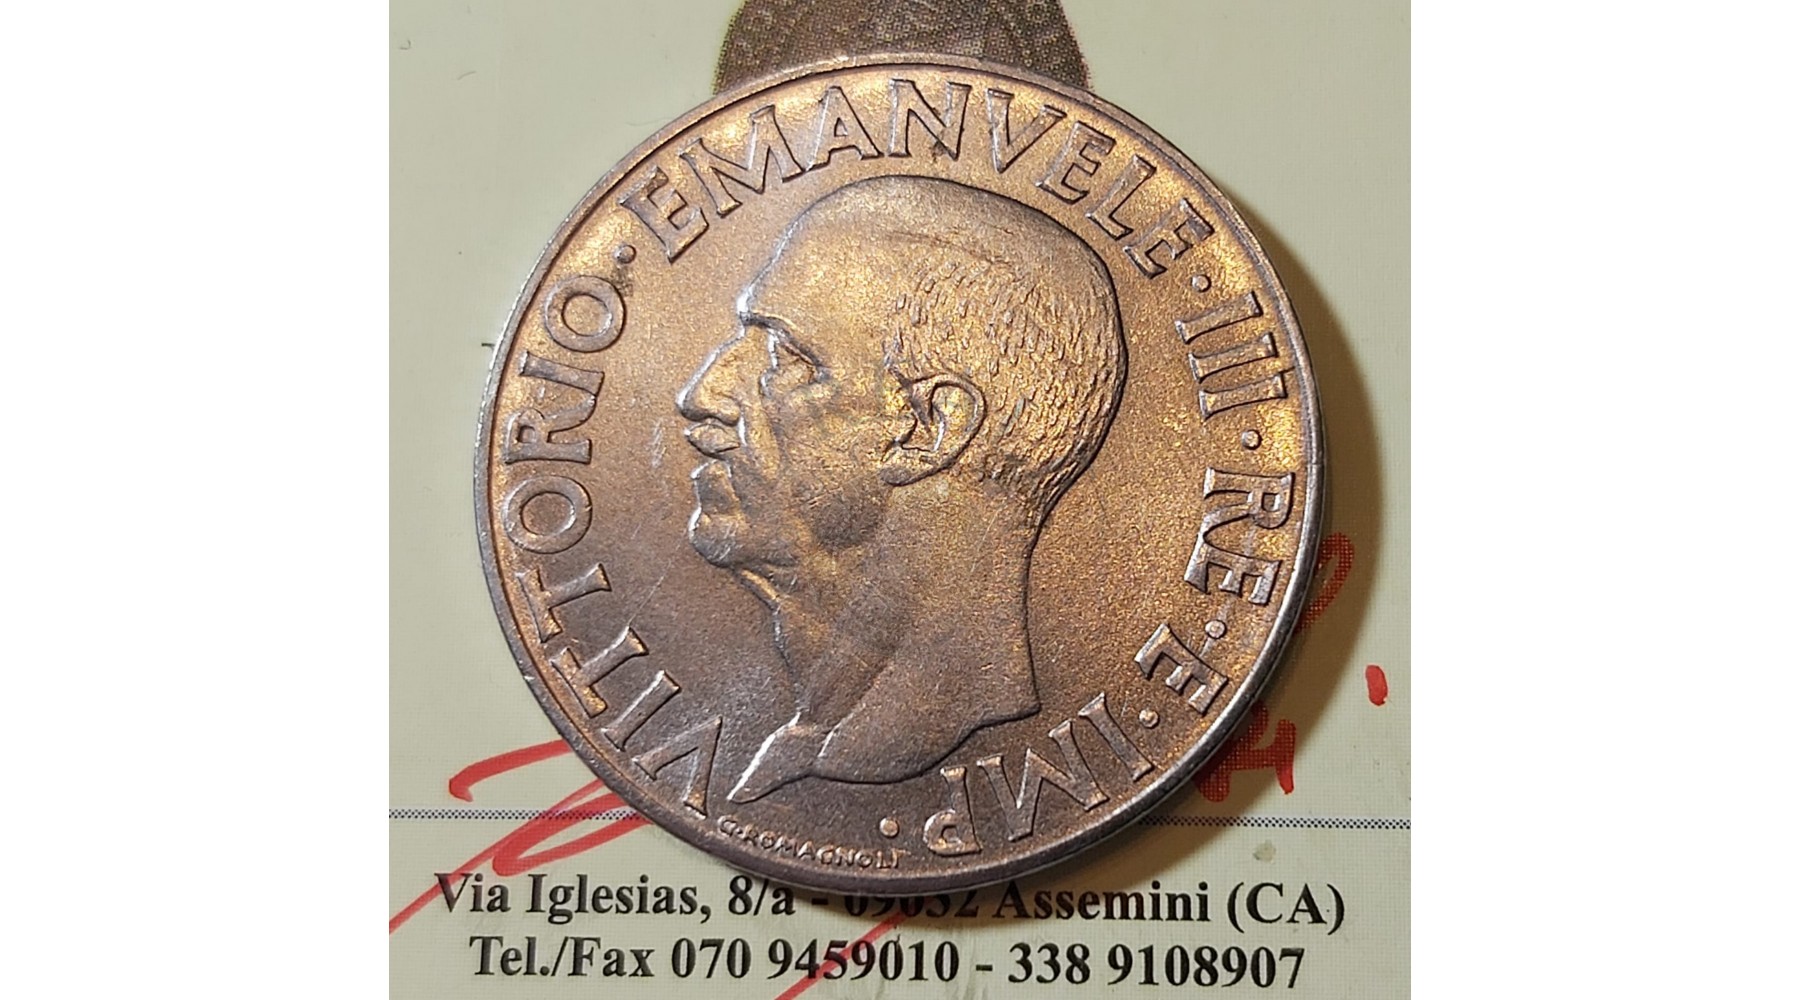 VITTORIO · EMANVELE · III · RE · E · IMP ·
G·ROMAGNOLI
Via Iglesias, 8/a - 09032 Assemini (CA)
Tel./Fax 070 9459010 - 338 9108907